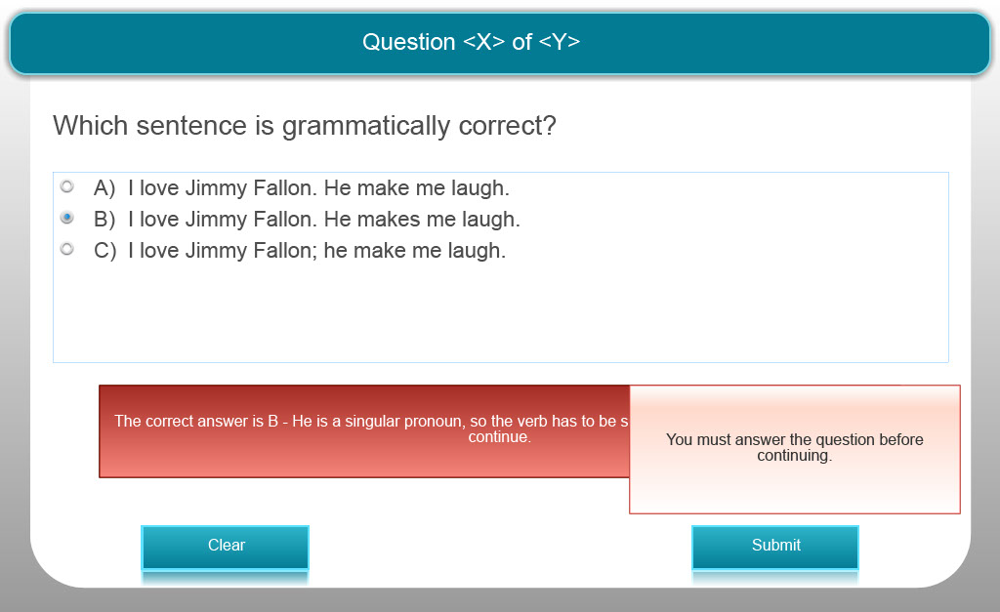 Question <X> of <Y>
Which sentence is grammatically correct?
A) I love Jimmy Fallon. He make me laugh.
B) I love Jimmy Fallon. He makes me laugh.
C) I love Jimmy Fallon; he make me laugh.
The correct answer is B - He is a singular pronoun, so the verb has to be
continue.
You must answer the question before
continuing.
Clear
Submit